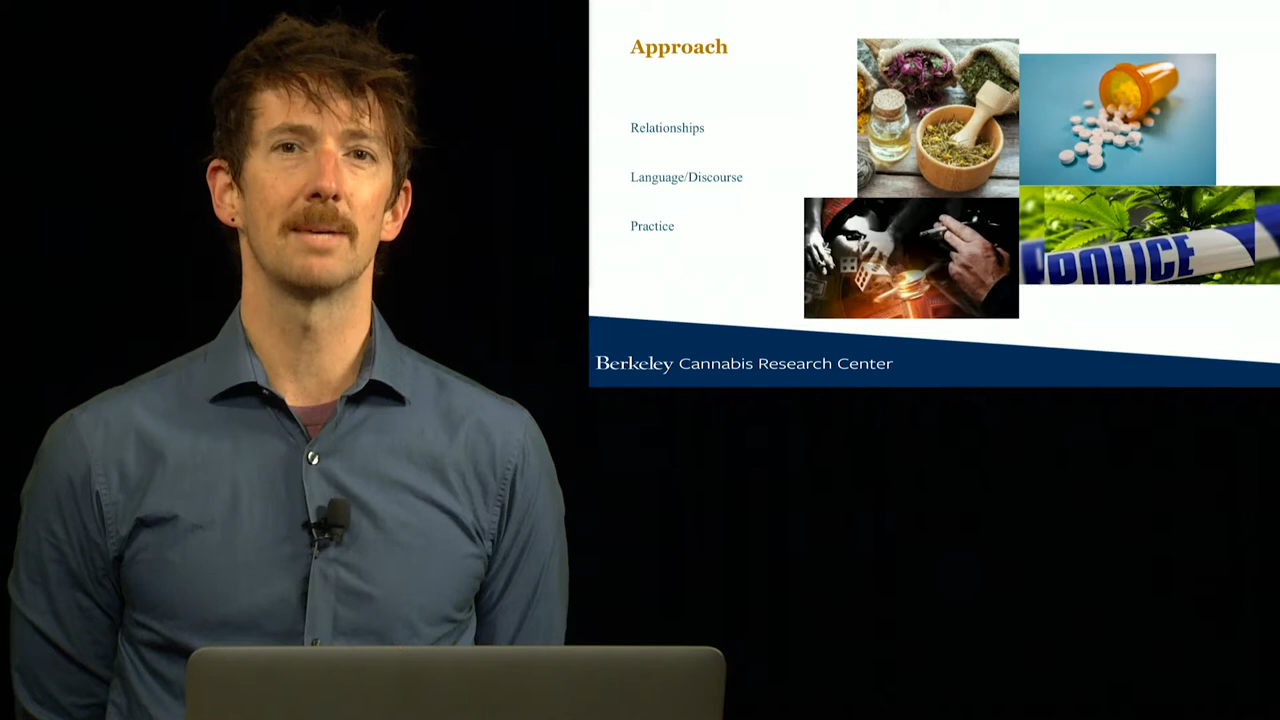 Approach
Relationships
Language/Discourse
Practice
POLICE
Berkeley Cannabis Research Center